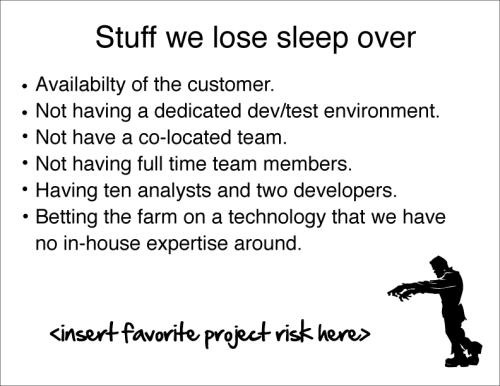 Stuff we lose sleep over
• Availabilty of the customer.
• Not having a dedicated dev/test environment.
• Not have a co-located team.
• Not having full time team members.
• Having ten analysts and two developers.
• Betting the farm on a technology that we have
no in-house expertise around.
<insert favorite project risk here>